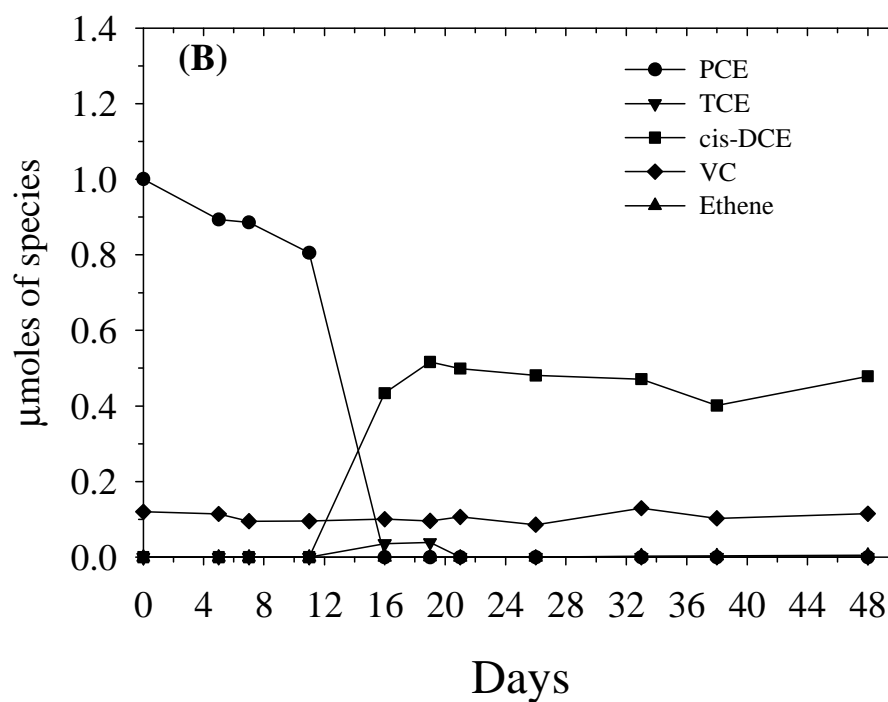 (B)
PCE
TCE
cis-DCE
VC
Ethene
μmoles of species
1.4
1.2
1.0
0.8
0.6
0.4
0.2
0.0
0 4 8 12 16 20 24 28 32 36 40 44 48
Days